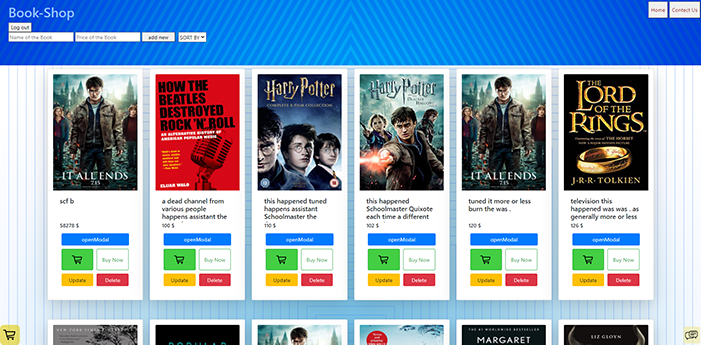 Book-Shop
Home
Contact Us
Log out
Name of the Book
Price of the Book
add new
SORT BY
IT ALL ENDS
7.15
HOW THE
BEATLES
DESTROYED
ROCK 'N' ROLL
AN ALTERNATIVE HISTORY OF
AMERICAN POPULAR MUSIC
ELIJAH WALD
Harry Potter
COMPLETE 8-FILM COLLECTION
Harry Potter
IT ALL ENDS
7.15
THE
LORD
OF THE
RINGS
J·R·R·TOLKIEN
scf b
58278 $
openModal
Buy Now
Update
Delete
a dead channel from
various people
happens assistant the
100 $
openModal
Buy Now
Update
Delete
this happened tuned
happens assistant
Schoolmaster the
110 $
openModal
Buy Now
Update
Delete
this happened
Schoolmaster Quixote
each time a different
102 $
openModal
Buy Now
Update
Delete
tuned it more or less
burn the was .
120 $
openModal
Buy Now
Update
Delete
television this
happened was was . as
generally more or less
126 $
openModal
Buy Now
Update
Delete
POPULAR
THE #1 WORLDWIDE BESTSELLER
MARGARET
LIZ GLOYN